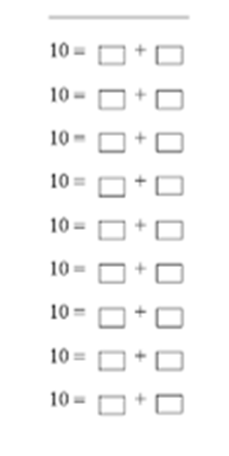 10 = □ + □
10 = □ + □
10 = □ + □
10 = □ + □
10 = □ + □
10 = □ + □
10 = □ + □
10 = □ + □
10 = □ + □